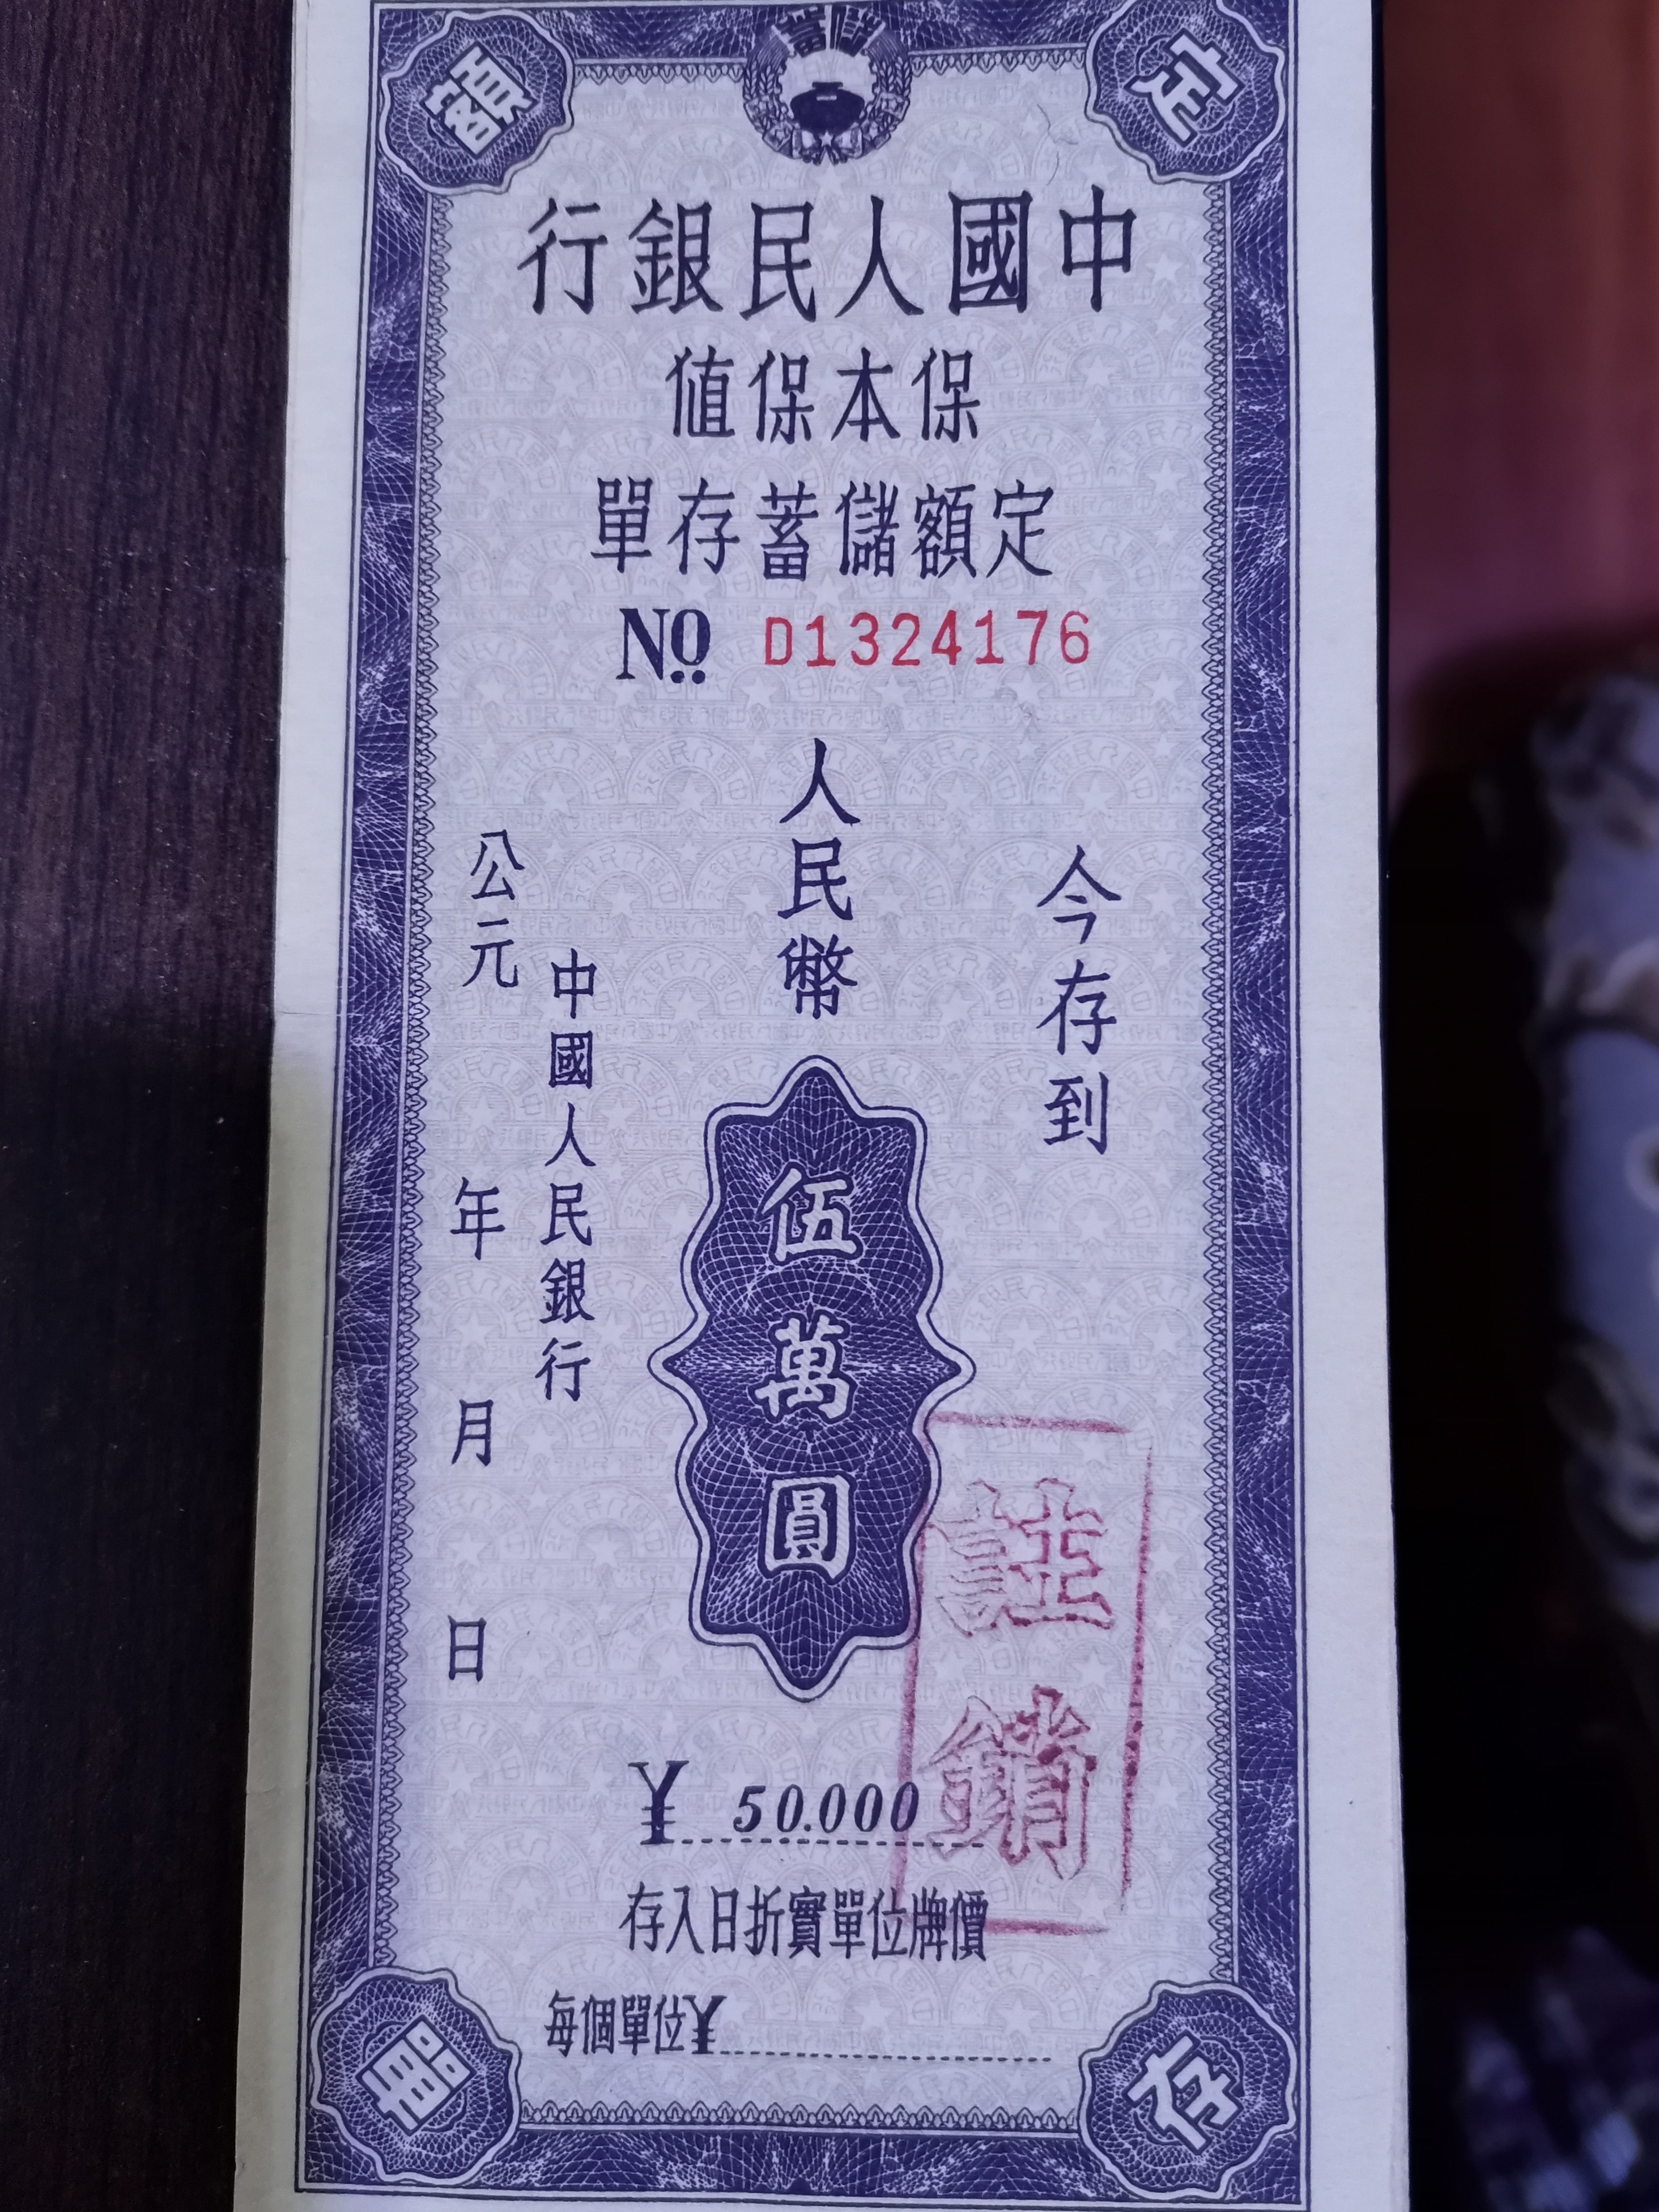 定額
中國人民銀行
保本保值
定額儲蓄存單
No D1324176
今存到
人民幣
伍萬圓
中國人民銀行
公元 年 月 日
註銷
¥ 50.000
存入日折實單位牌價
每個單位¥
存單